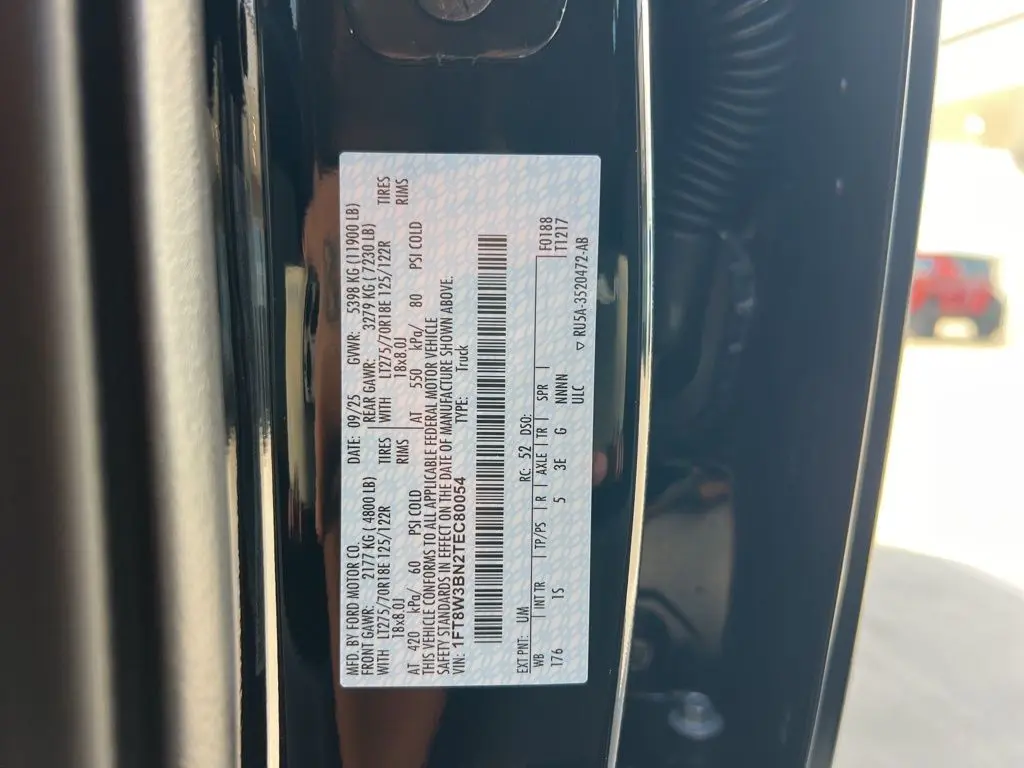 MFD. BY FORD MOTOR CO. DATE: 09/25 GVWR: 5398 KG (11900 LB)
FRONT GAWR: 2177 KG ( 4800 LB) REAR GAWR: 3279 KG ( 7230 LB)
WITH LT275/70R18E 125/122R TIRES WITH LT275/70R18E 125/122R TIRES
18x8.0J RIMS 18x8.0J RIMS
AT 420 kPa/ 60 PSI COLD AT 550 kPa/ 80 PSI COLD
THIS VEHICLE CONFORMS TO ALL APPLICABLE FEDERAL MOTOR VEHICLE
SAFETY STANDARDS IN EFFECT ON THE DATE OF MANUFACTURE SHOWN ABOVE.
VIN: 1FT8W3BN2TEC80054 TYPE: Truck
EXT PNT: UM RC: 52 DSO: F0188
WB INT TR TP/PS R AXLE TR SPR T1217
176 1S 5 3E G NNNN
ULC
▽ RU5A-3520472-AB